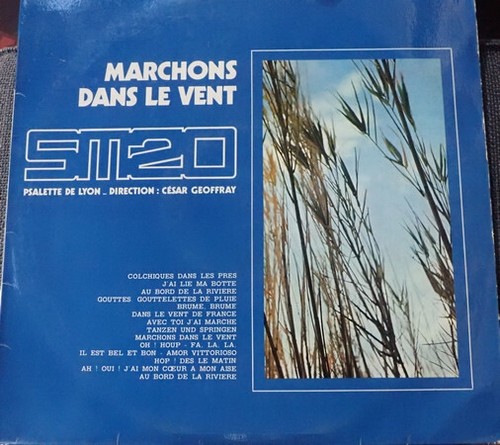 MARCHONS
DANS LE VENT
SM20
PSALETTE DE LYON _ DIRECTION : CÉSAR GEOFFRAY
COLCHIQUES DANS LES PRES
J'AI LIE MA BOTTE
AU BORD DE LA RIVIERE
GOUTTES GOUTTELETTES DE PLUIE
BRUME, BRUME
DANS LE VENT DE FRANCE
AVEC TOI J'AI MARCHE
TANZEN UND SPRINGEN
MARCHONS DANS LE VENT
OH ! HOUP - FA. LA. LA.
IL EST BEL ET BON - AMOR VITTORIOSO
HOP ! DES LE MATIN
AH ! OUI ! J'AI MON CŒUR A MON AISE
AU BORD DE LA RIVIERE